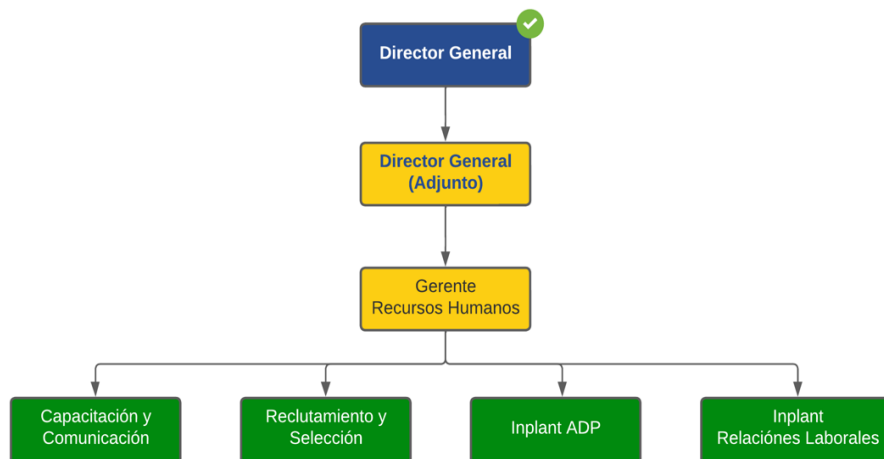 Director General
Director General
(Adjunto)
Gerente
Recursos Humanos
Capacitación y
Comunicación
Reclutamiento y
Selección
Inplant ADP
Inplant
Relaciónes Laborales